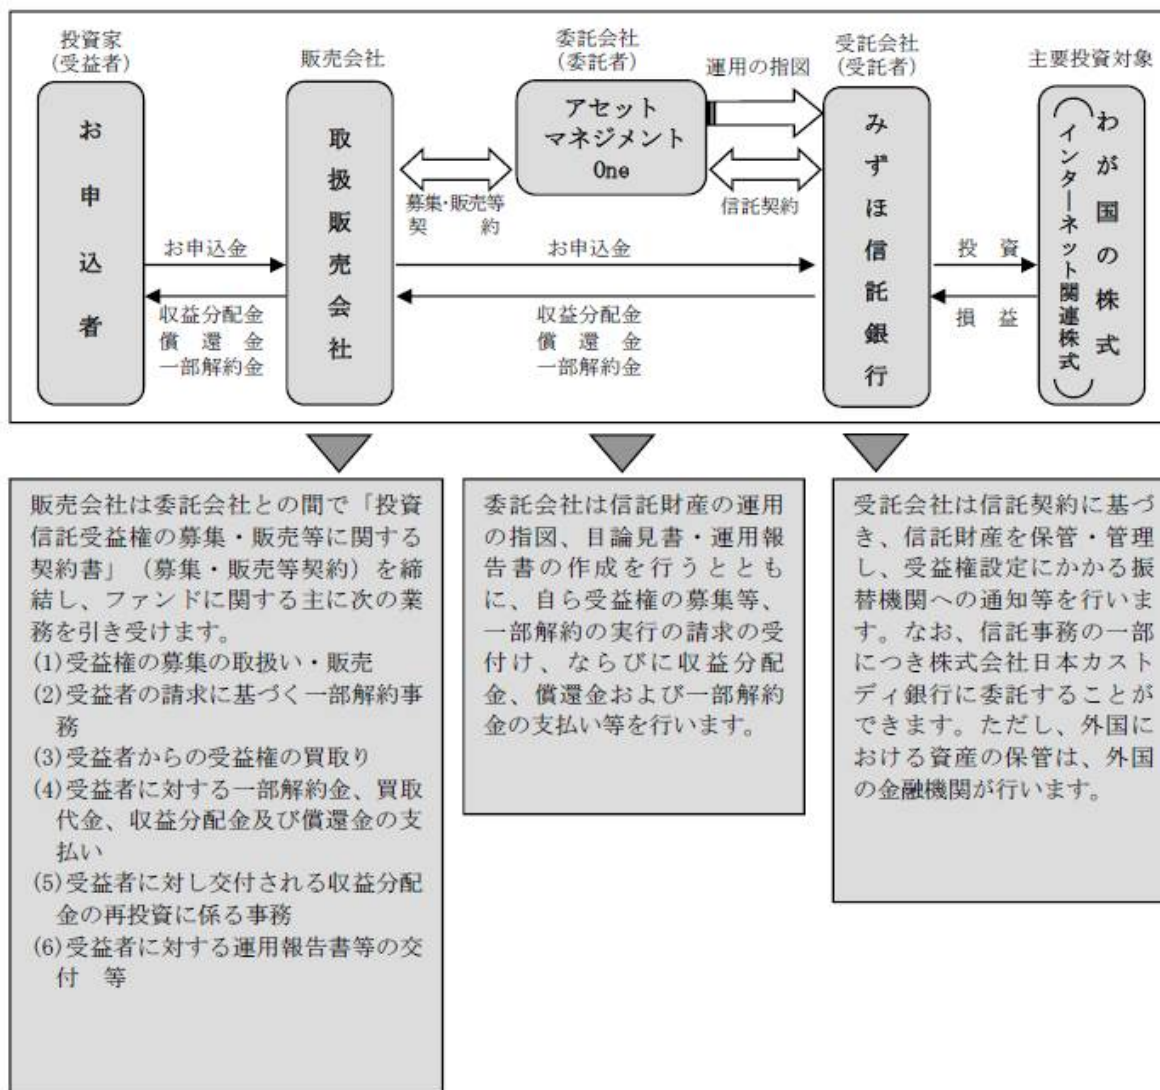 投資家
(受益者)
お申込者
販売会社
取扱販売会社
委託会社
(委託者)
アセット
マネジメント
One
運用の指図
受託会社
(受託者)
みずほ信託銀行
主要投資対象
わが国の株式
(インターネット関連株式)
募集・販売等
契　約
信託契約
お申込金
収益分配金
償　還　金
一部解約金
お申込金
収益分配金
償　還　金
一部解約金
投　資
損　益
販売会社は委託会社との間で「投資
信託受益権の募集・販売等に関する
契約書」（募集・販売等契約）を締
結し、ファンドに関する主に次の業
務を引き受けます。
(1)受益権の募集の取扱い・販売
(2)受益者の請求に基づく一部解約事
務
(3)受益者からの受益権の買取り
(4)受益者に対する一部解約金、買取
代金、収益分配金及び償還金の支
払い
(5)受益者に対し交付される収益分配
金の再投資に係る事務
(6)受益者に対する運用報告書等の交
付　等
委託会社は信託財産の運用
の指図、目論見書・運用報
告書の作成を行うととも
に、自ら受益権の募集等、
一部解約の実行の請求の受
付け、ならびに収益分配
金、償還金および一部解約
金の支払い等を行います。
受託会社は信託契約に基づ
き、信託財産を保管・管理
し、受益権設定にかかる振
替機関への通知等を行いま
す。なお、信託事務の一部
につき株式会社日本カスト
ディ銀行に委託することが
できます。ただし、外国に
おける資産の保管は、外国
の金融機関が行います。